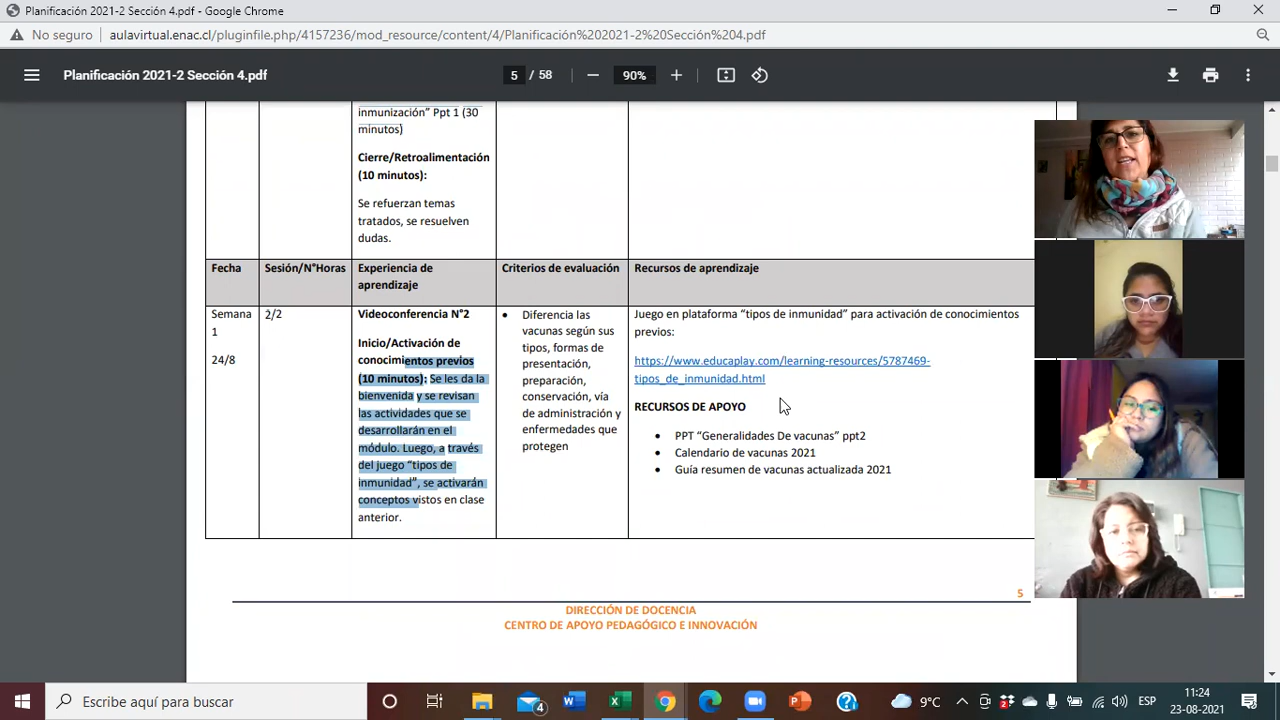 Planificación 2021-2 Sección 4.pdf - Google Chrome
No seguro
aulavirtual.enac.cl/pluginfile.php/4157236/mod_resource/content/4/Planificación%202021-2%20Sección%204.pdf
Planificación 2021-2 Sección 4.pdf
5 / 58
90%
inmunización” Ppt 1 (30
minutos)
Cierre/Retroalimentación
(10 minutos):
Se refuerzan temas
tratados, se resuelven
dudas.
Fecha
Sesión/N°Horas
Experiencia de
aprendizaje
Criterios de evaluación
Recursos de aprendizaje
Semana
1
24/8
2/2
Videoconferencia N°2
Inicio/Activación de
conocimientos previos
(10 minutos): Se les da la
bienvenida y se revisan
las actividades que se
desarrollarán en el
módulo. Luego, a través
del juego “tipos de
inmunidad”, se activarán
conceptos vistos en clase
anterior.
• Diferencia las
vacunas según sus
tipos, formas de
presentación,
preparación,
conservación, vía
de administración y
enfermedades que
protegen
Juego en plataforma “tipos de inmunidad” para activación de conocimientos
previos:
https://www.educaplay.com/learning-resources/5787469-
tipos_de_inmunidad.html
RECURSOS DE APOYO
• PPT “Generalidades De vacunas” ppt2
• Calendario de vacunas 2021
• Guía resumen de vacunas actualizada 2021
5
DIRECCIÓN DE DOCENCIA
CENTRO DE APOYO PEDAGÓGICO E INNOVACIÓN
Escribe aquí para buscar
4
9°C
2
ESP
11:24
23-08-2021